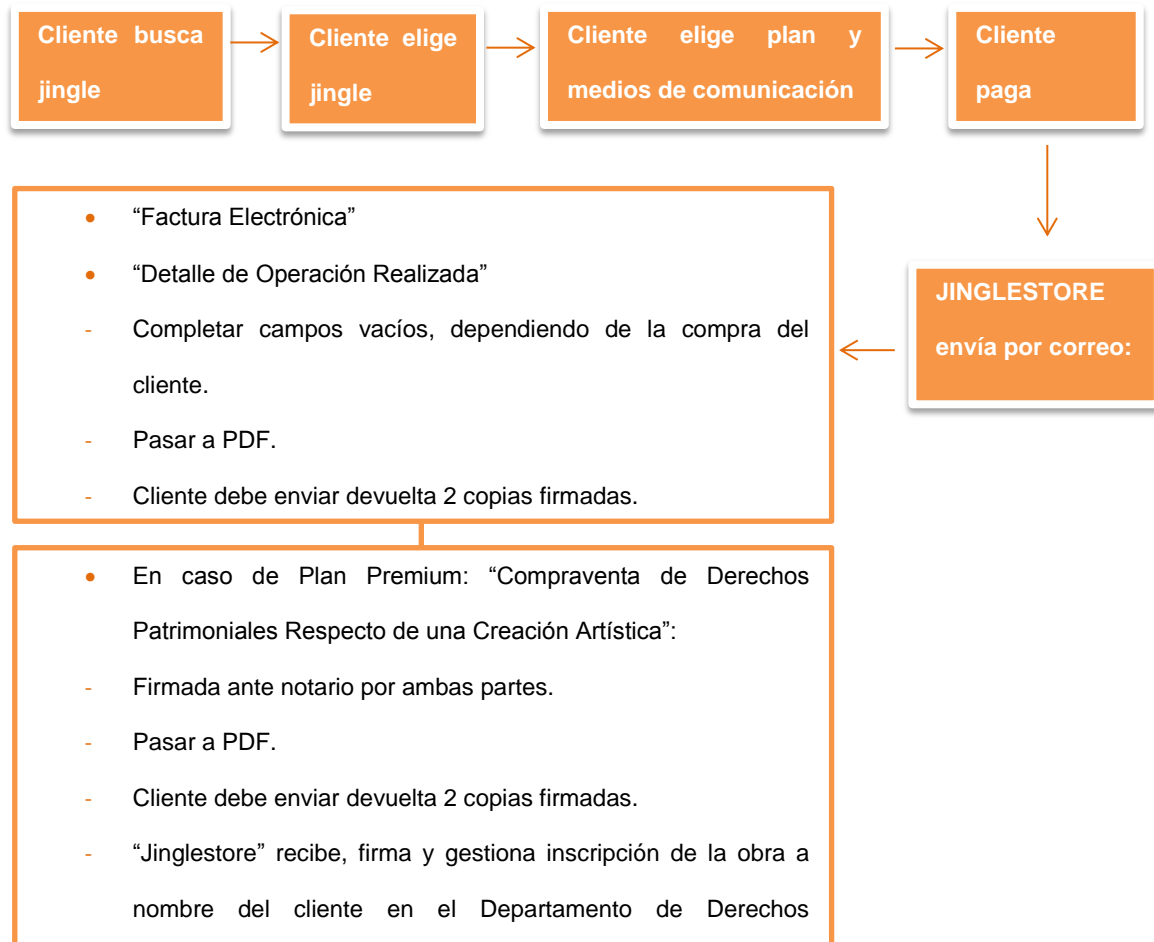 Cliente busca
jingle
Cliente elige
jingle
Cliente elige plan y
medios de comunicación
Cliente
paga
JINGLESTORE
envía por correo:
• “Factura Electrónica”
• “Detalle de Operación Realizada”
- Completar campos vacíos, dependiendo de la compra del
cliente.
- Pasar a PDF.
- Cliente debe enviar devuelta 2 copias firmadas.
• En caso de Plan Premium: “Compraventa de Derechos
Patrimoniales Respecto de una Creación Artística”:
- Firmada ante notario por ambas partes.
- Pasar a PDF.
- Cliente debe enviar devuelta 2 copias firmadas.
- “Jinglestore” recibe, firma y gestiona inscripción de la obra a
nombre del cliente en el Departamento de Derechos